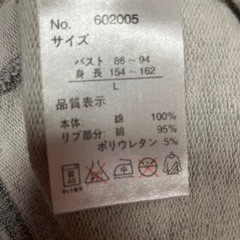 No. 602005
サイズ
バスト 86～94
身長 154～162
L
品質表示
本体: 綿 100%
リブ部分: 綿 95%
ポリウレタン 5%
40